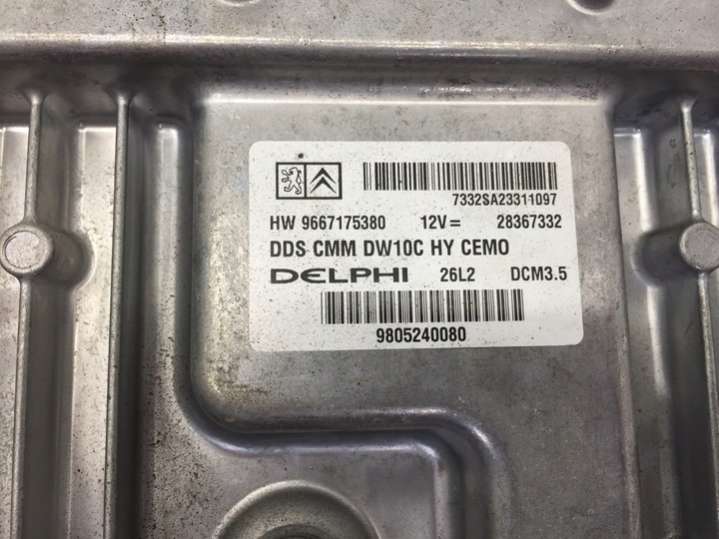 7332SA23311097
HW 9667175380 12V= 28367332
DDS CMM DW10C HY CEMO
DELPHI 26L2 DCM3.5
9805240080